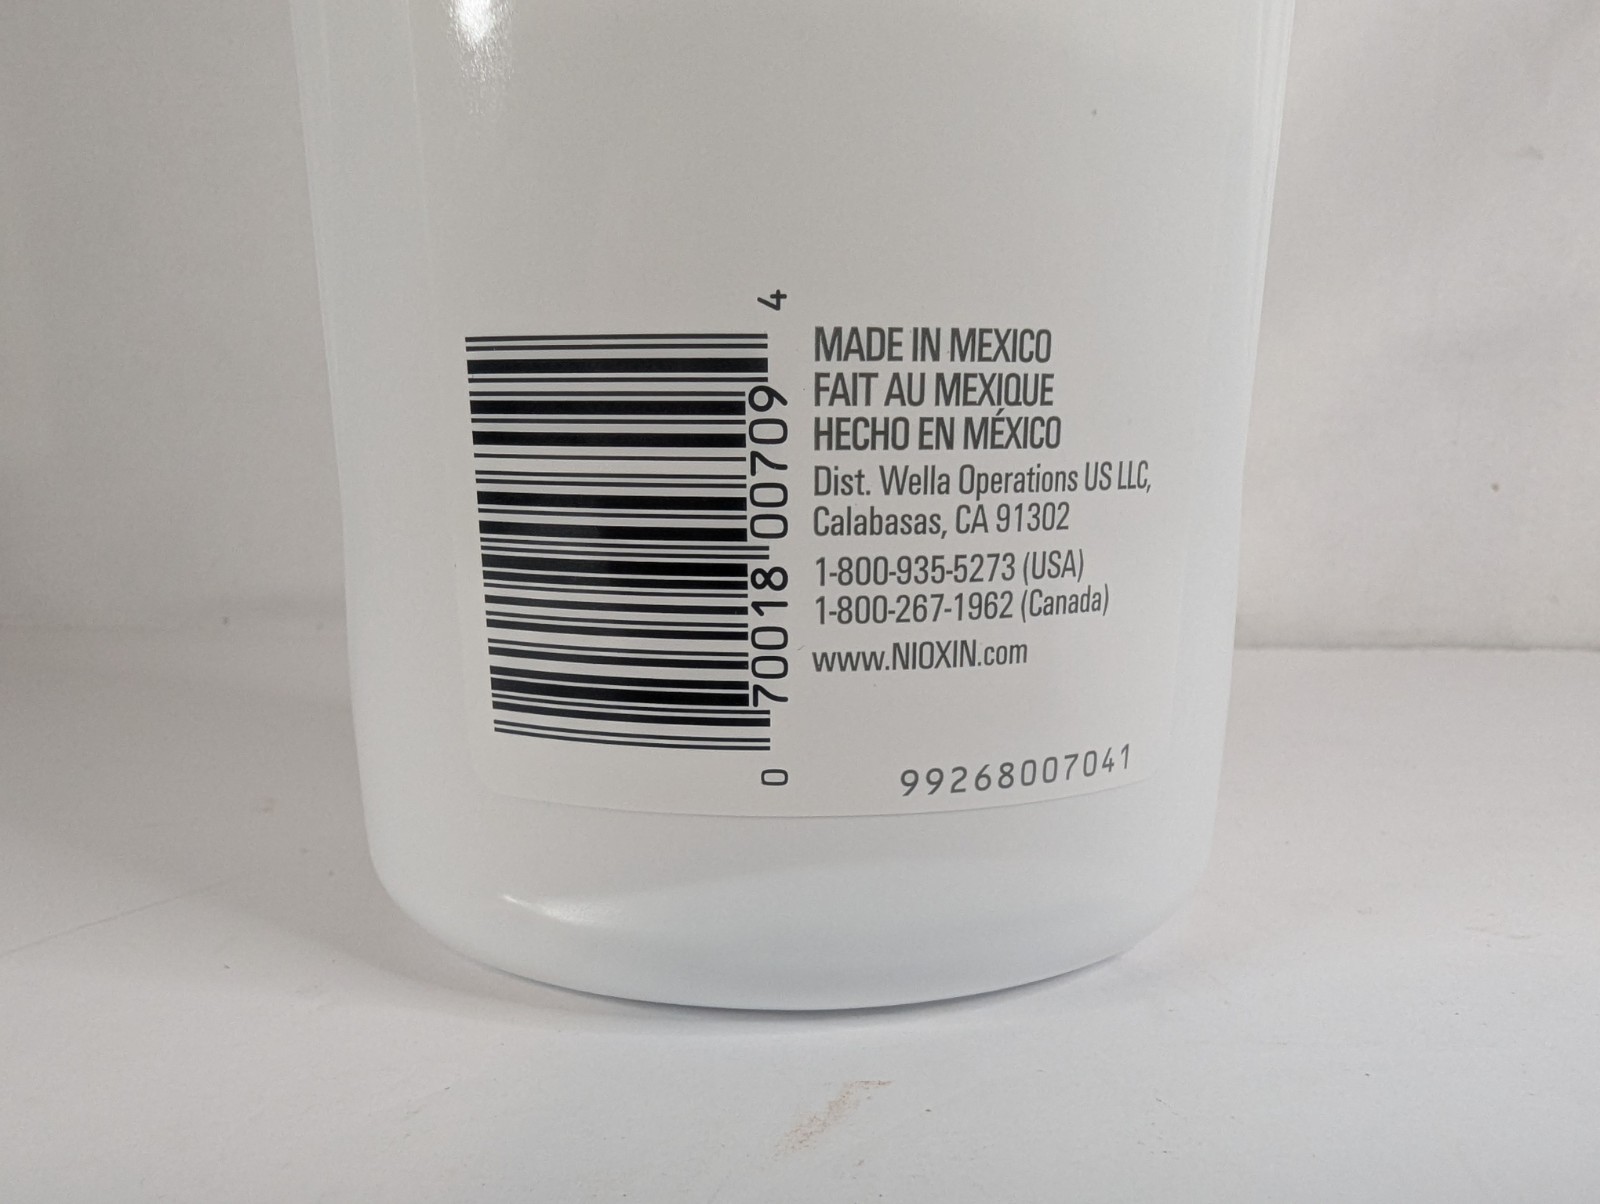 0 70018 00709 4
MADE IN MEXICO
FAIT AU MEXIQUE
HECHO EN MÉXICO
Dist. Wella Operations US LLC,
Calabasas, CA 91302
1-800-935-5273 (USA)
1-800-267-1962 (Canada)
www.NIOXIN.com
99268007041